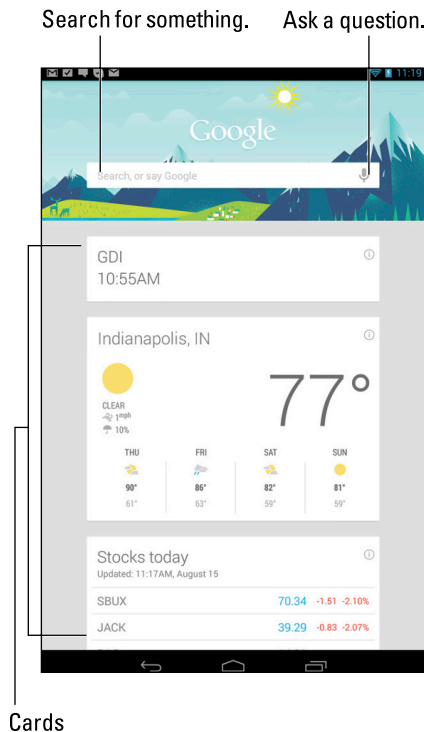 Search for something. Ask a question.
11:19
Google
Search, or say Google
GDI
10:55AM
Indianapolis, IN
77°
CLEAR
1mph
10%
THU FRI SAT SUN
90° 86° 82° 81°
61° 63° 59° 59°
Stocks today
Updated: 11:17AM, August 15
SBUX 70.34 -1.51 -2.10%
JACK 39.29 -0.83 -2.07%
Cards